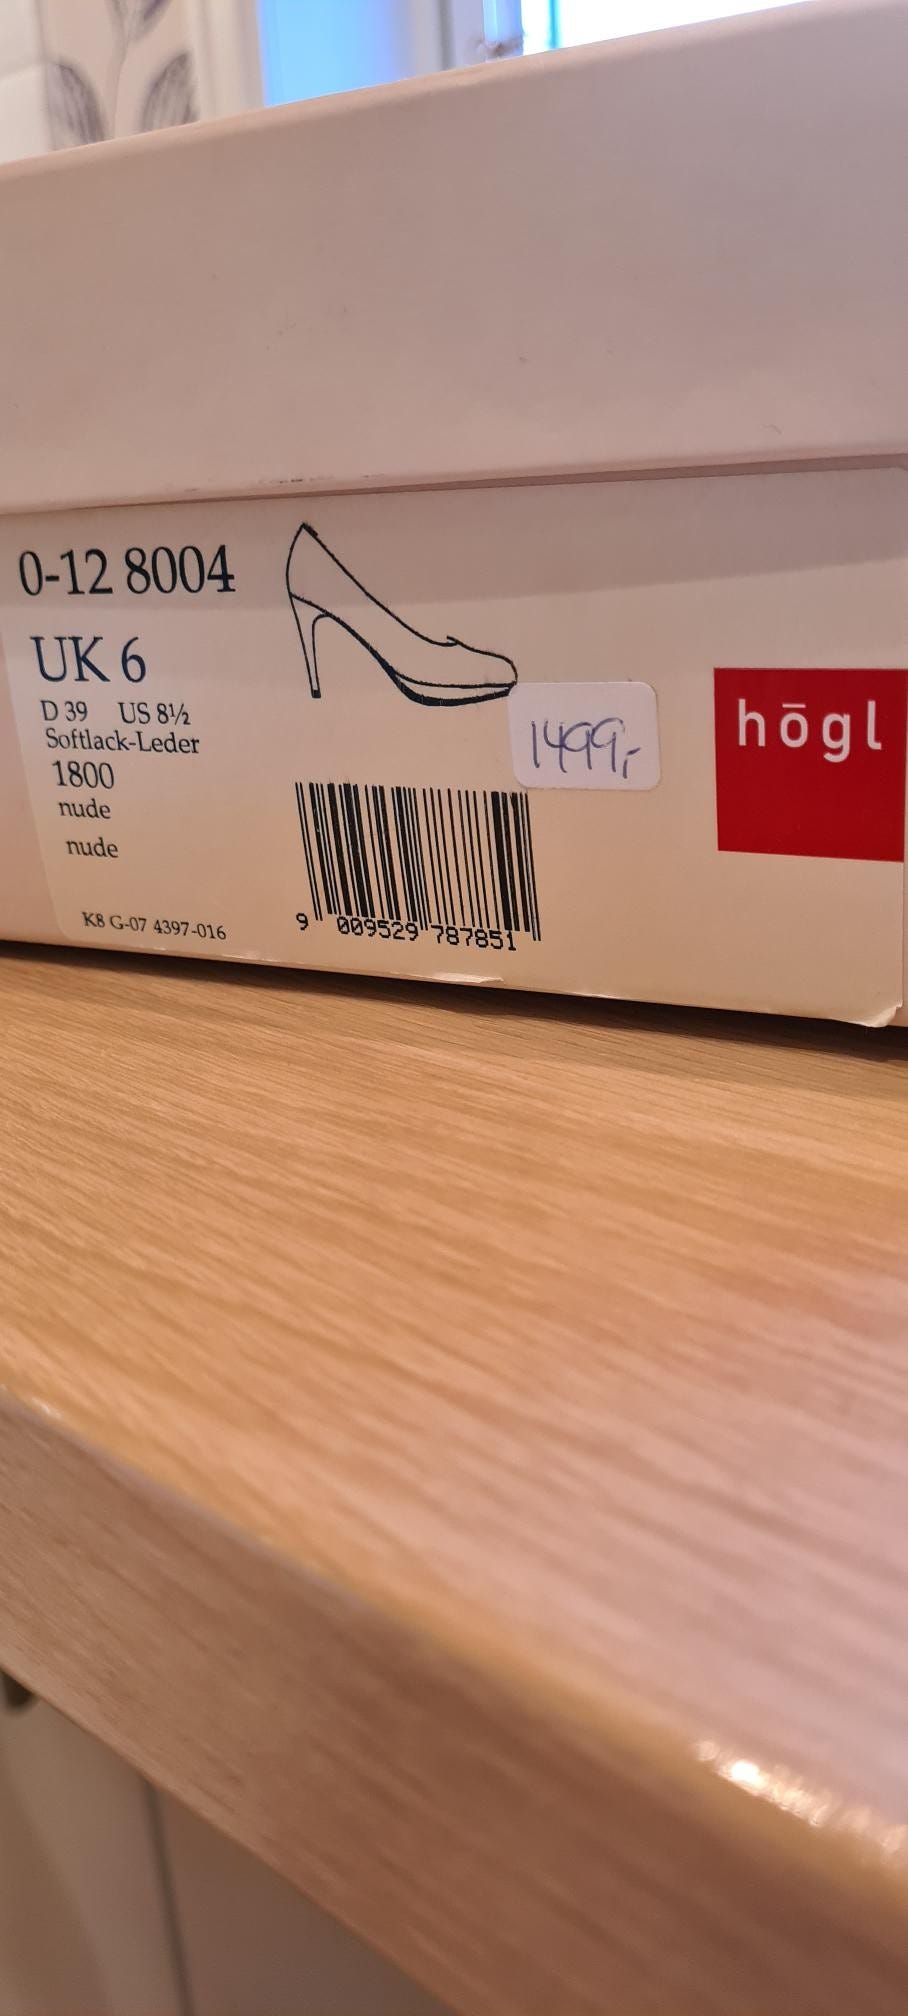 0-12 8004
UK 6
D 39 US 8½
Softlack-Leder
1800
nude
nude
K8 G-07 4397-016
1499,-
9 009529 787851
hōgl